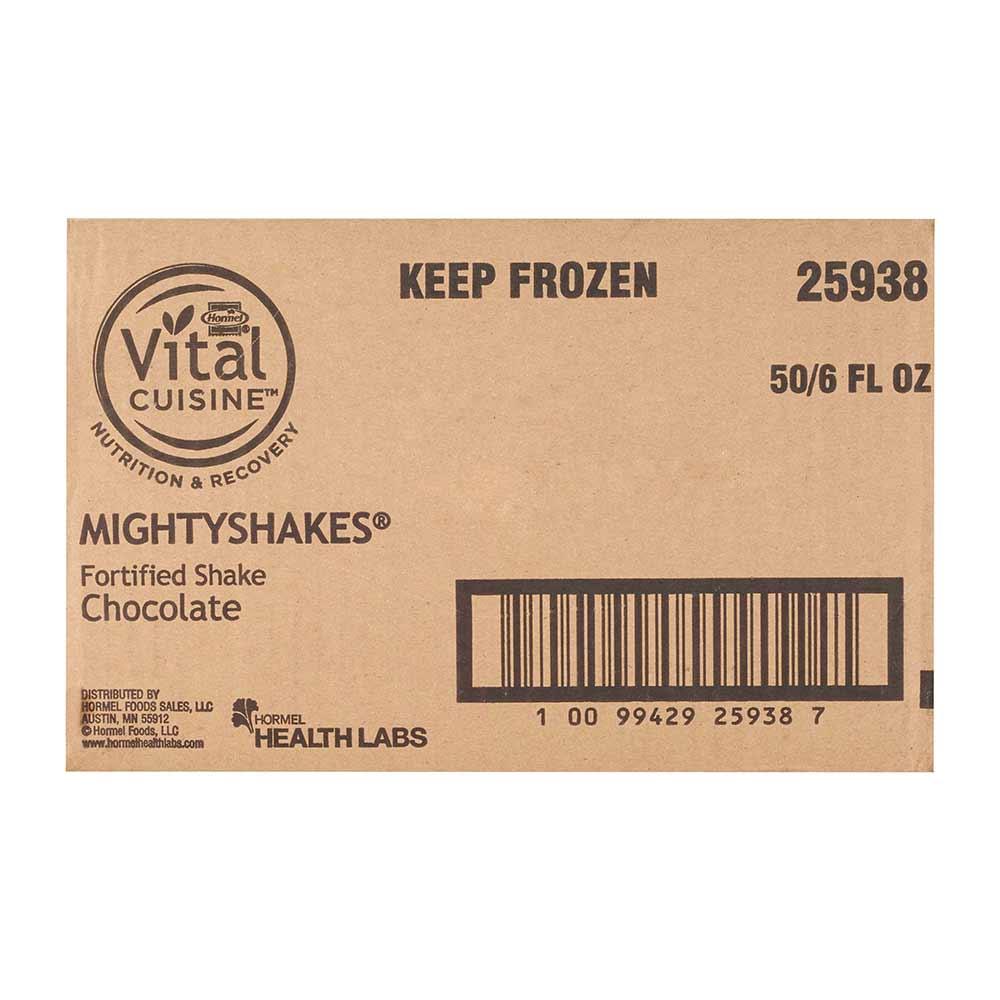 KEEP FROZEN
25938
50/6 FL OZ
Hormel®
Vital
CUISINE™
NUTRITION & RECOVERY
MIGHTYSHAKES®
Fortified Shake
Chocolate
1 00 99429 25938 7
DISTRIBUTED BY
HORMEL FOODS SALES, LLC
AUSTIN, MN 55912
©Hormel Foods, LLC
www.hormelhealthlabs.com
HORMEL
HEALTH LABS